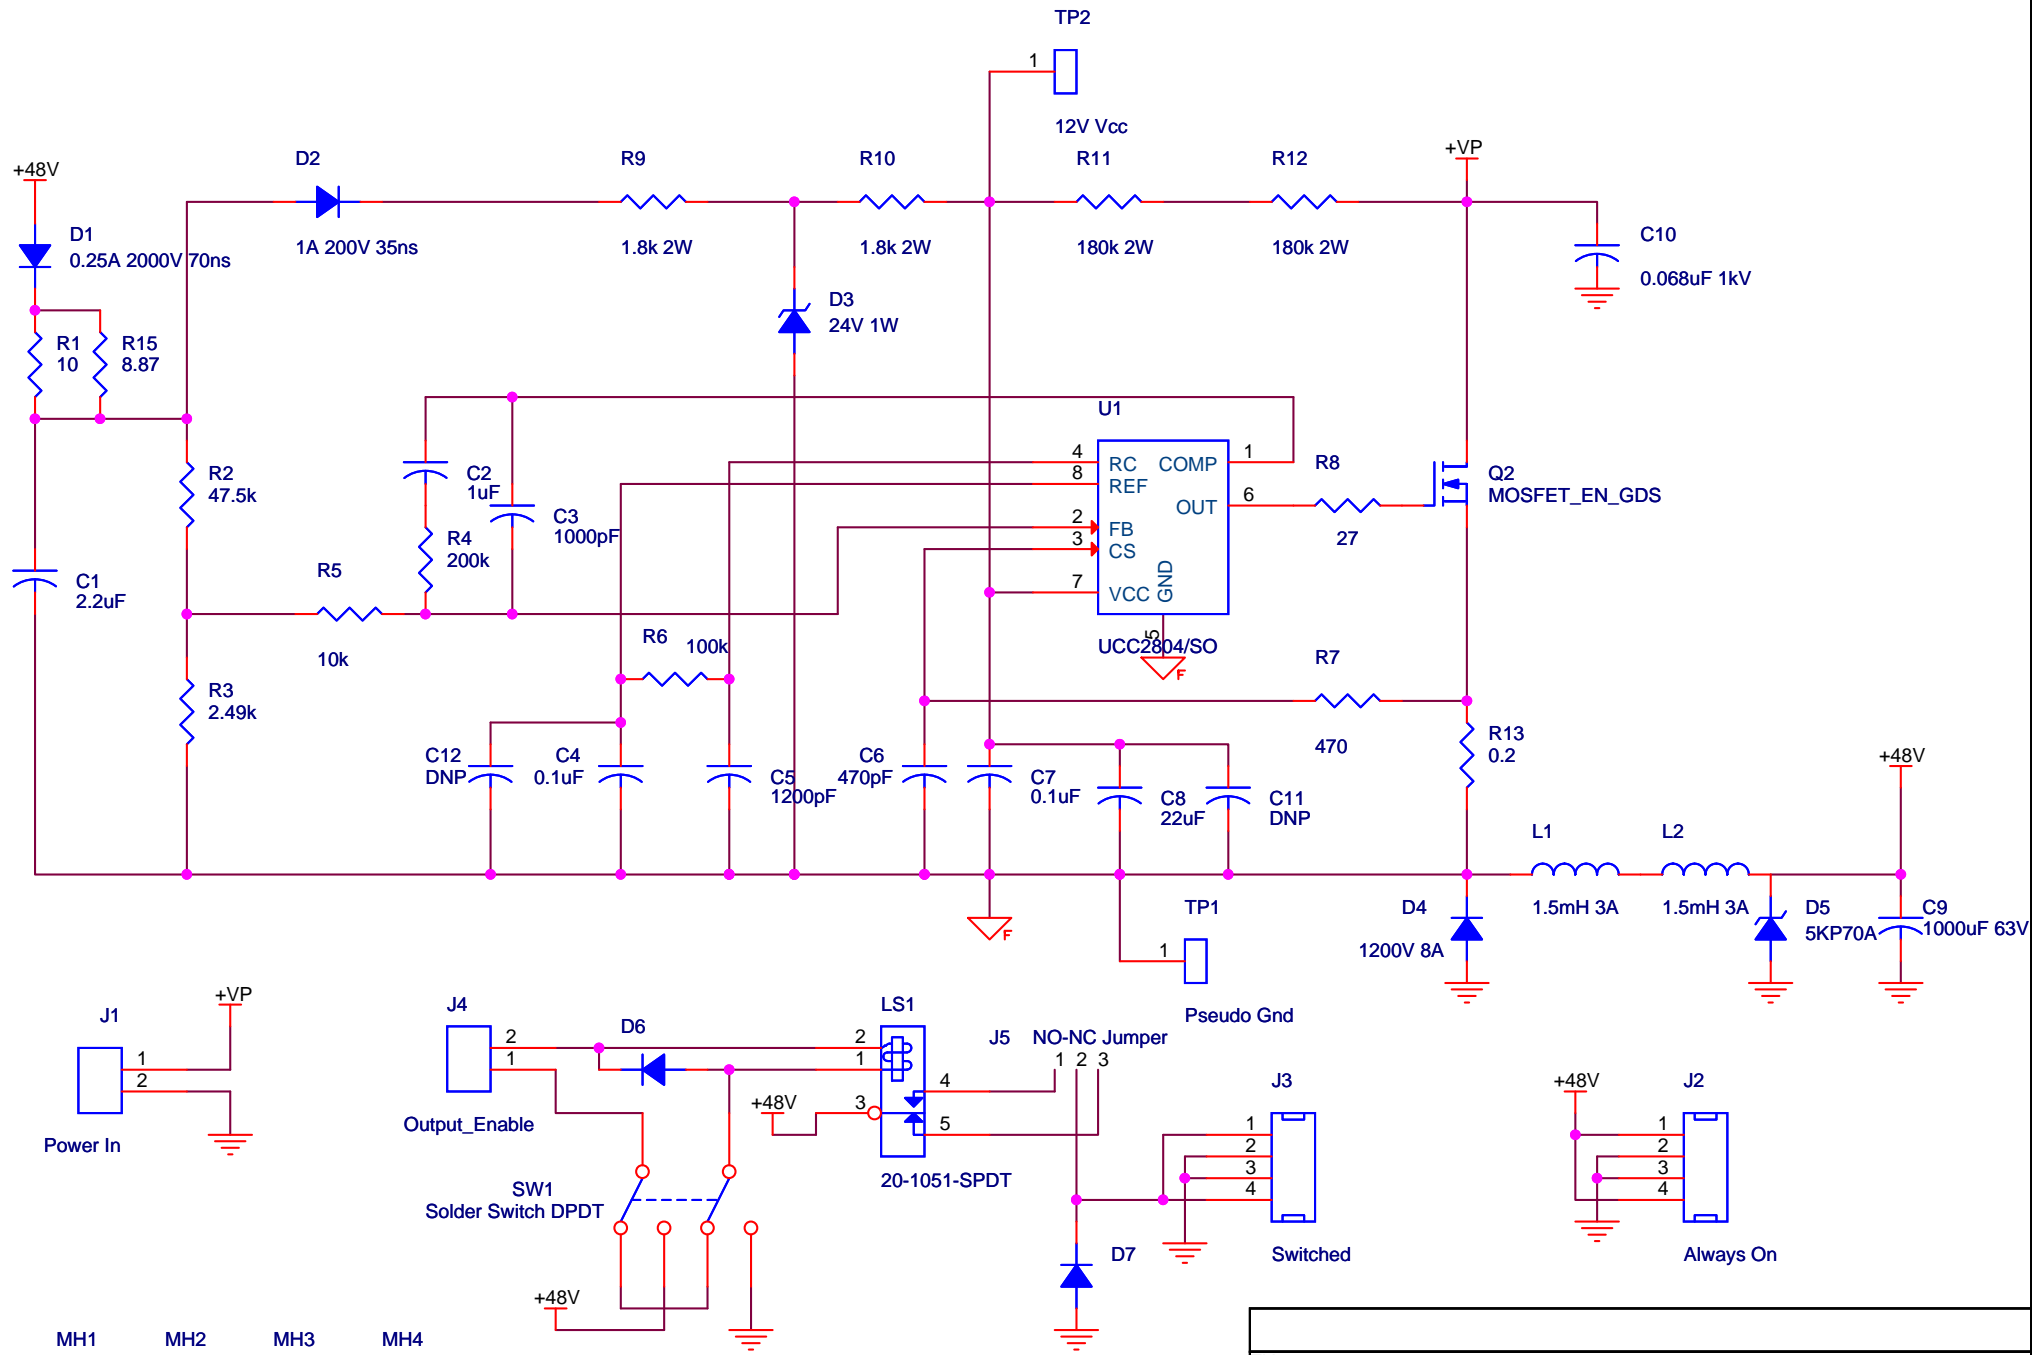 TP2
1
12V Vcc
+48V
D2
R9
R10
R11
R12
+VP
D1
0.25A 2000V 70ns
1A 200V 35ns
1.8k 2W
1.8k 2W
180k 2W
180k 2W
C10
0.068uF 1kV
D3
24V 1W
R1
10
R15
8.87
U1
4
RC
COMP
1
8
REF
OUT
6
2
FB
3
CS
7
VCC
GND
5
UCC2804/SO
R8
27
Q2
MOSFET_EN_GDS
R2
47.5k
C2
1uF
C3
1000pF
R4
200k
C1
2.2uF
R5
10k
R6
100k
R7
470
R3
2.49k
R13
0.2
C12
DNP
C4
0.1uF
C5
1200pF
C6
470pF
C7
0.1uF
C8
22uF
C11
DNP
+48V
L1
L2
1.5mH 3A
1.5mH 3A
D4
1200V 8A
D5
5KP70A
C9
1000uF 63V
F
F
TP1
1
Pseudo Gnd
J1
+VP
1
2
Power In
J4
2
1
Output_Enable
D6
LS1
2
1
4
3
5
+48V
20-1051-SPDT
J5
NO-NC Jumper
1 2 3
J3
1
2
3
4
Switched
+48V
J2
1
2
3
4
Always On
SW1
Solder Switch DPDT
D7
+48V
MH1
MH2
MH3
MH4